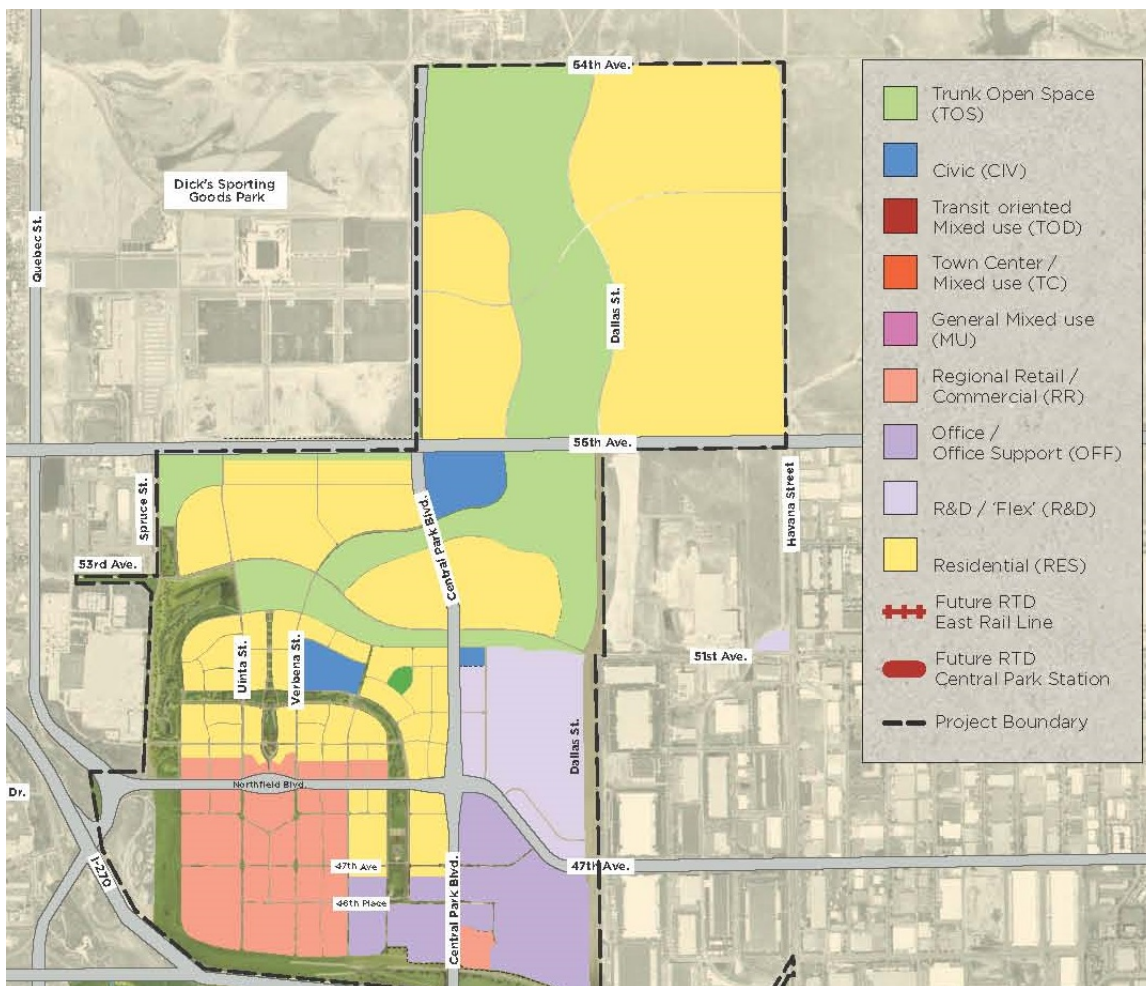 64th Ave.
Dick's Sporting
Goods Park
Quebec St.
Dallas St.
56th Ave.
Spruce St.
Central Park Blvd.
Havana Street
53rd Ave.
Uinta St.
Verbena St.
51st Ave.
Dallas St.
Northfield Blvd.
Dr.
I-270
47th Ave
47th Ave.
46th Place
Central Park Blvd.
Trunk Open Space
(TOS)
Civic (CIV)
Transit oriented
Mixed use (TOD)
Town Center /
Mixed use (TC)
General Mixed use
(MU)
Regional Retail /
Commercial (RR)
Office /
Office Support (OFF)
R&D / 'Flex' (R&D)
Residential (RES)
Future RTD
East Rail Line
Future RTD
Central Park Station
Project Boundary